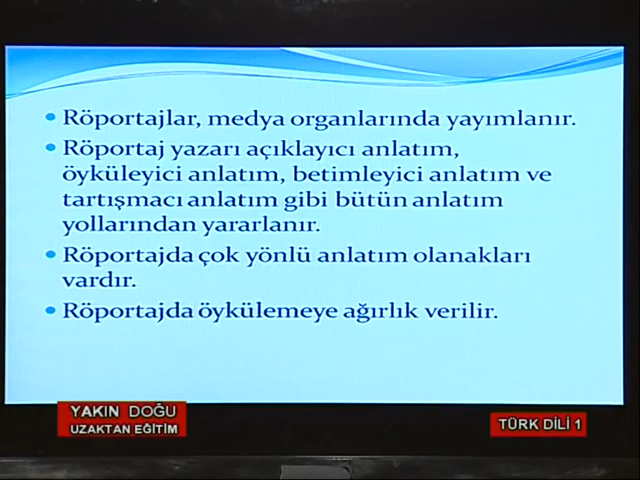 Röportajlar, medya organlarında yayımlanır.
Röportaj yazarı açıklayıcı anlatım,
öyküleyici anlatım, betimleyici anlatım ve
tartışmacı anlatım gibi bütün anlatım
yollarından yararlanır.
Röportajda çok yönlü anlatım olanakları
vardır.
Röportajda öykülemeye ağırlık verilir.
YAKIN DOĞU
UZAKTAN EĞİTİM
TÜRK DİLİ 1